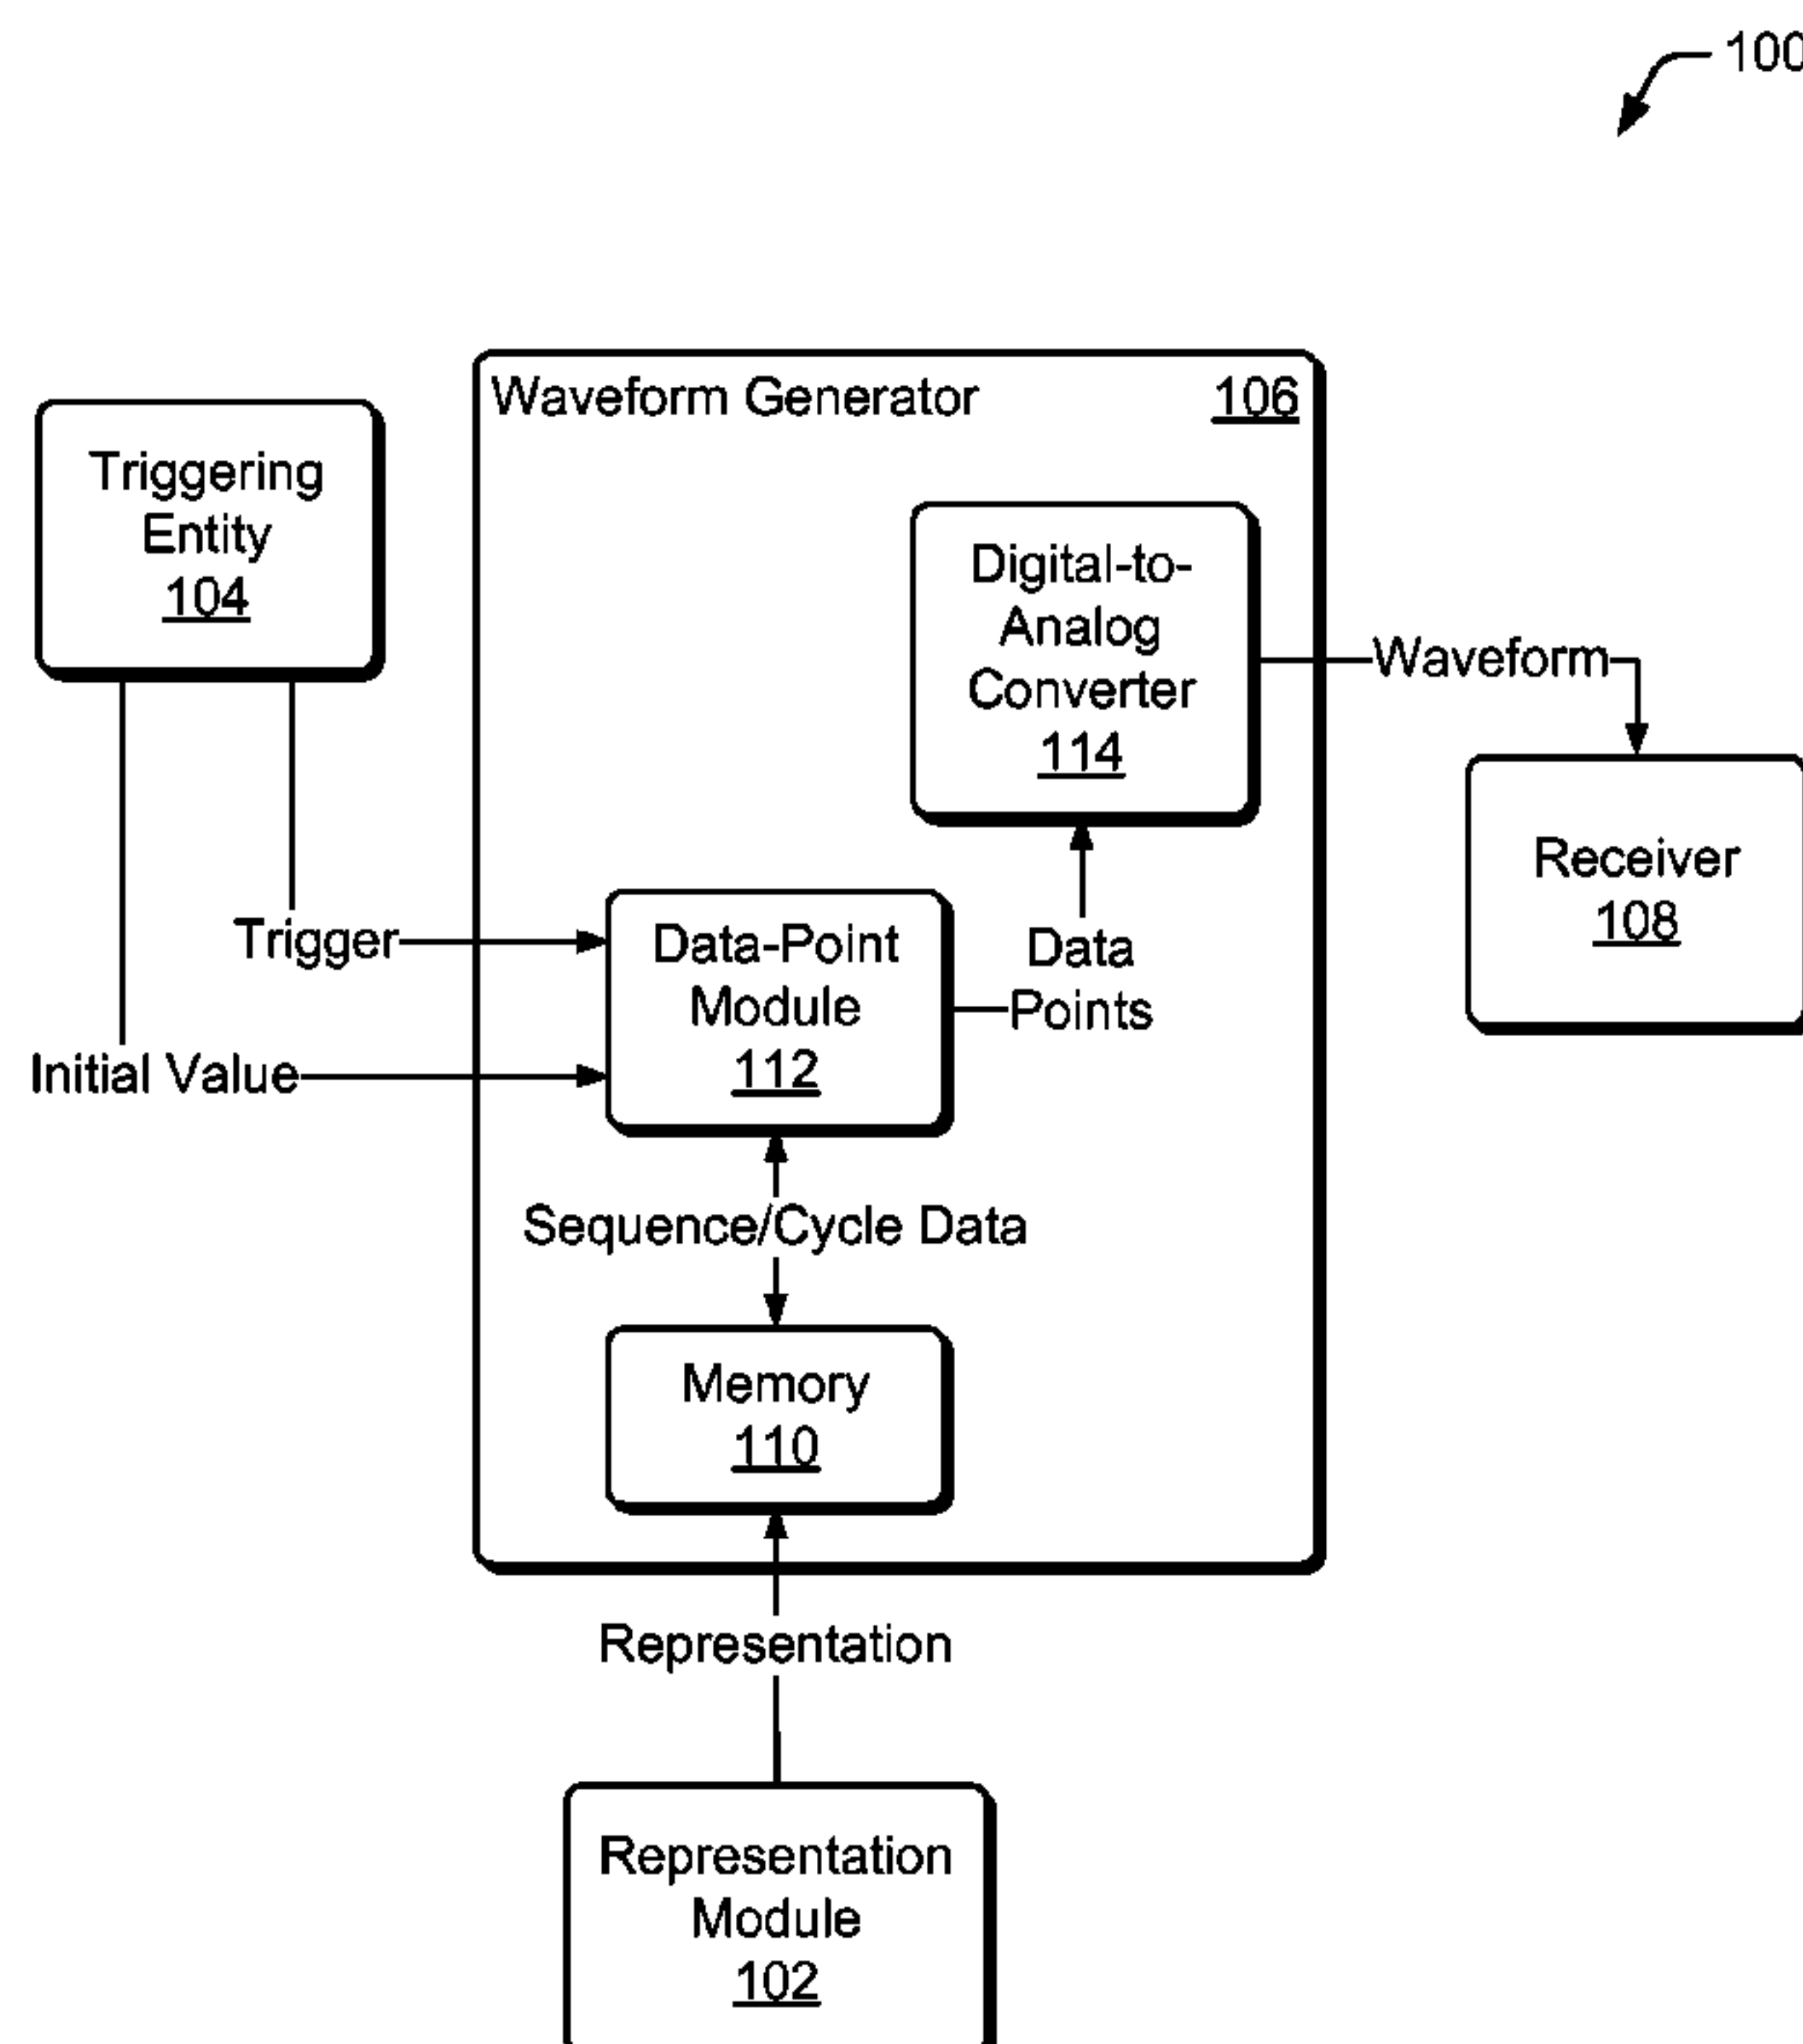 100
Waveform Generator 106
Triggering
Entity
104
Digital-to-
Analog
Converter
114
Waveform
Receiver
108
Trigger
Initial Value
Data-Point
Module
112
Data
Points
Sequence/Cycle Data
Memory
110
Representation
Representation
Module
102